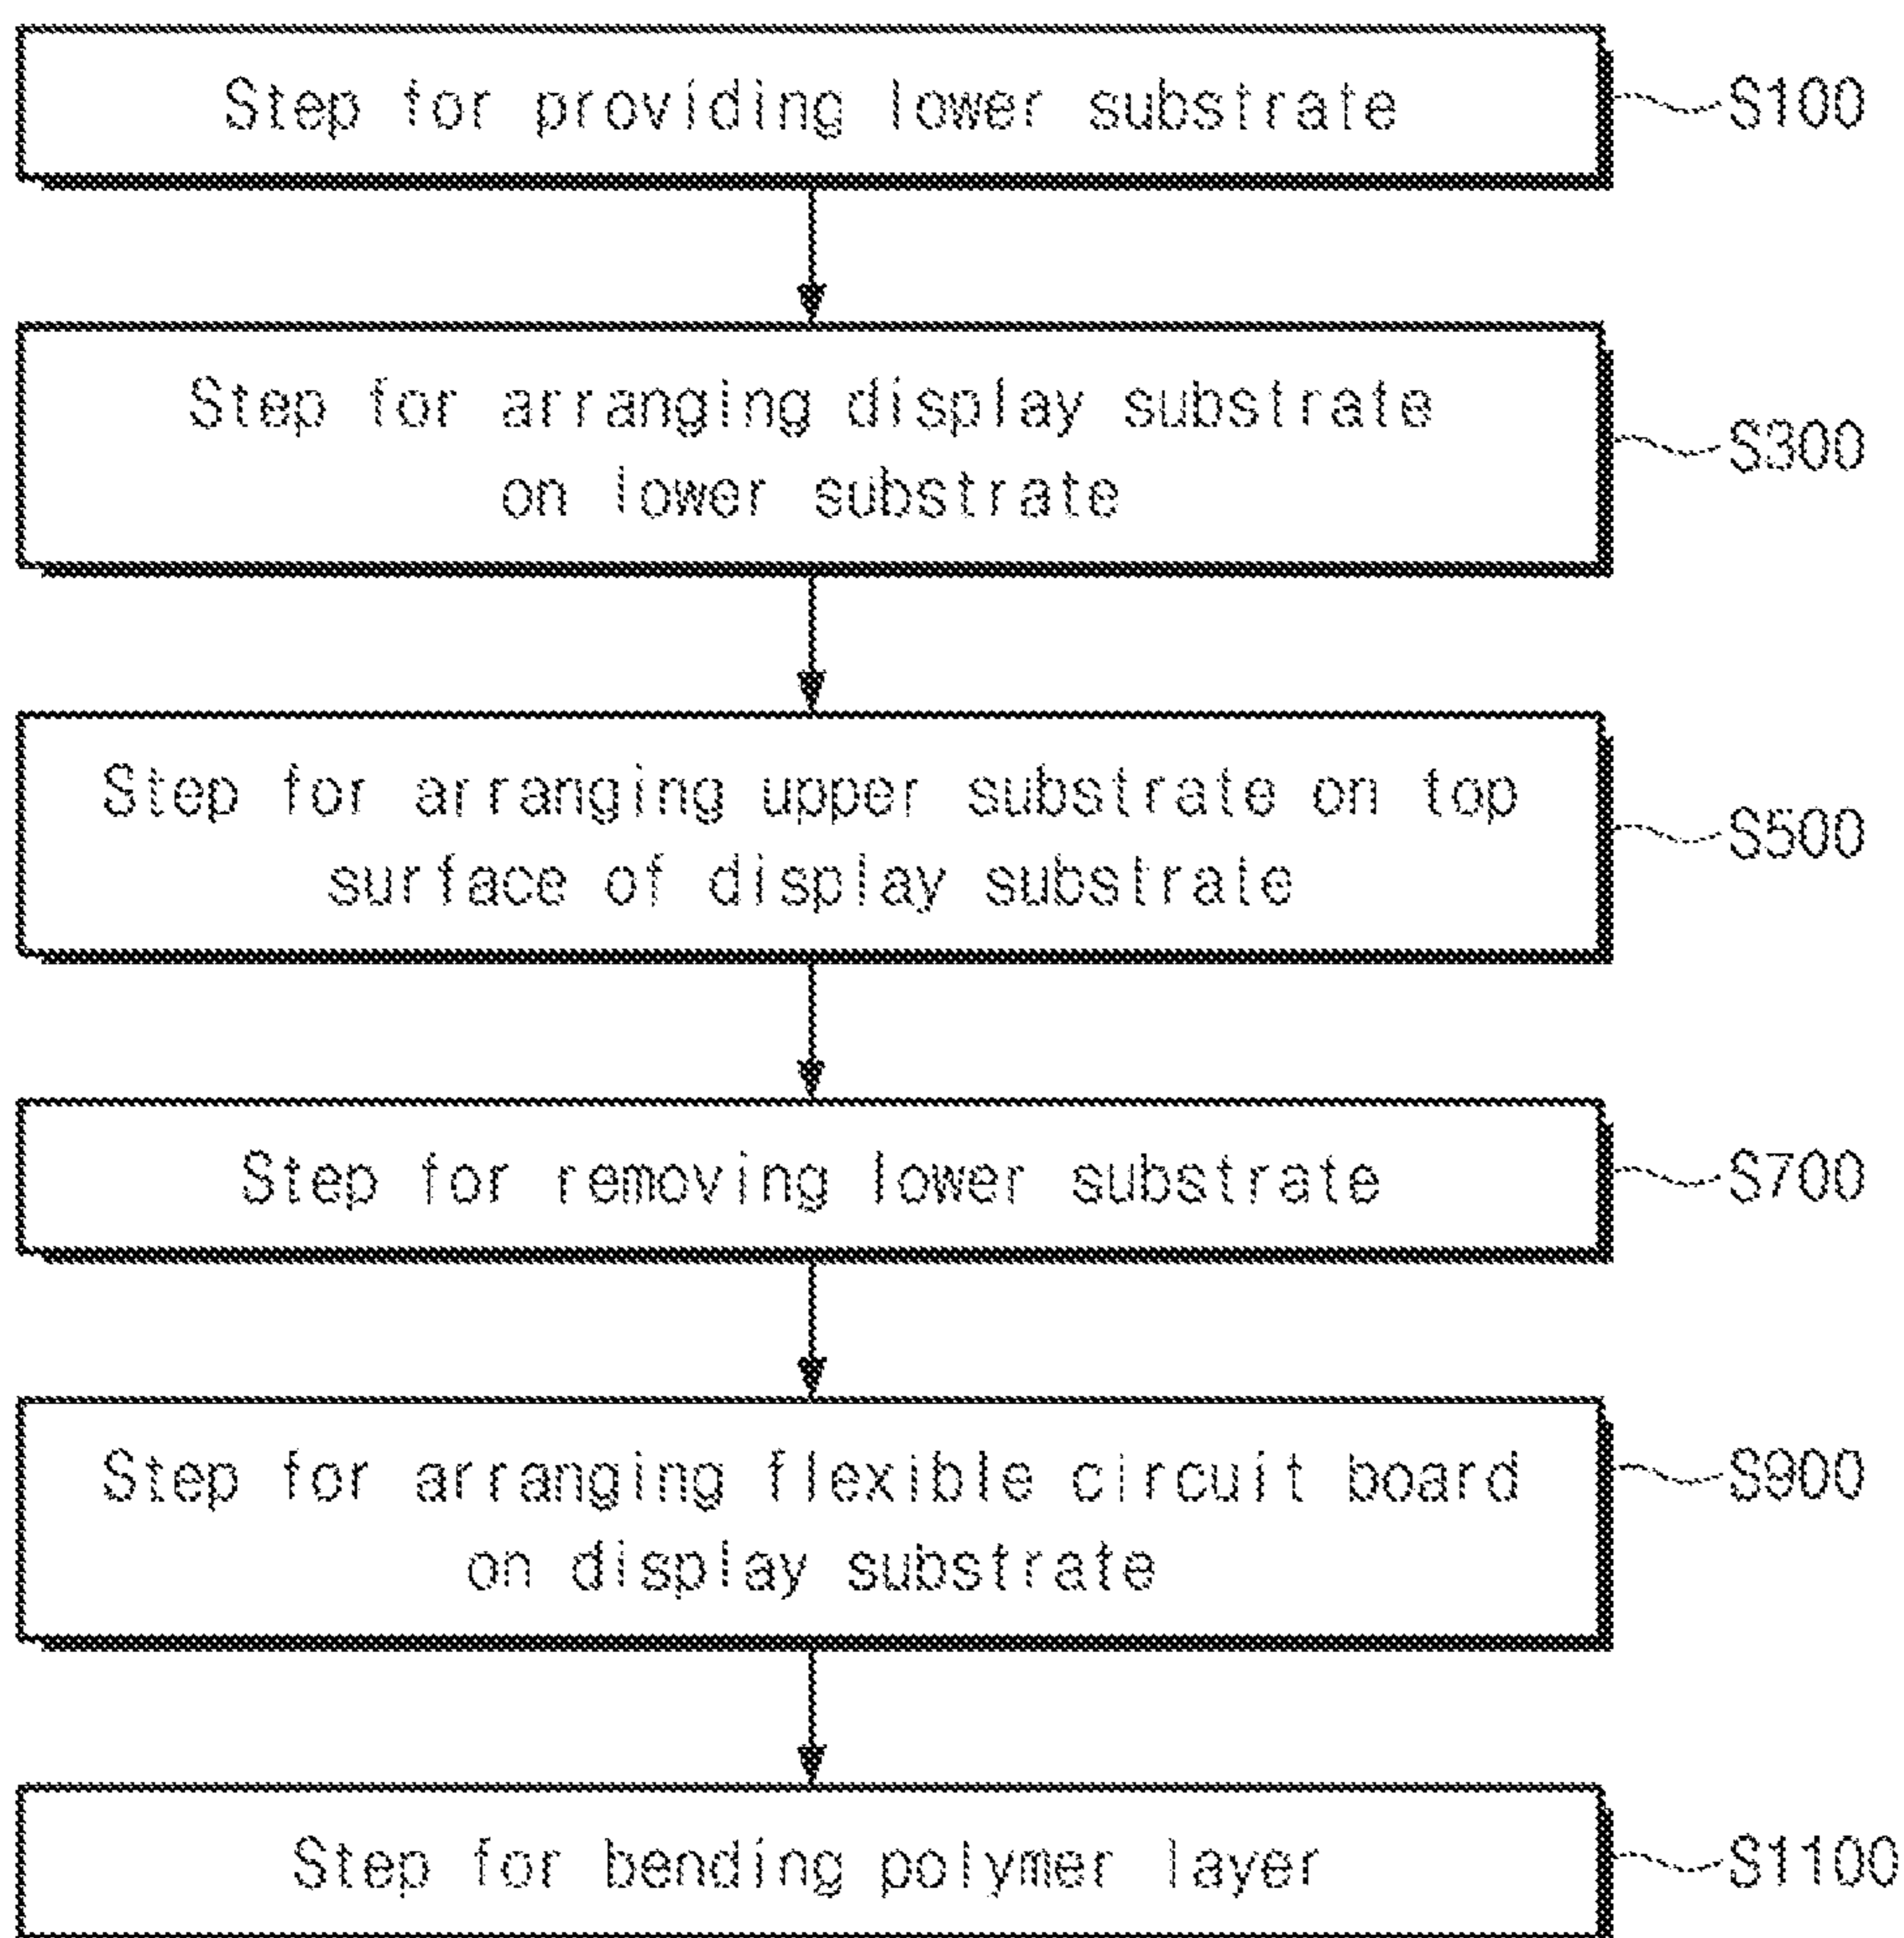 Step for providing lower substrate
S100
Step for arranging display substrate
on lower substrate
S300
Step for arranging upper substrate on top
surface of display substrate
S500
Step for removing lower substrate
S700
Step for arranging flexible circuit board
on display substrate
S900
Step for bending polymer layer
S1100